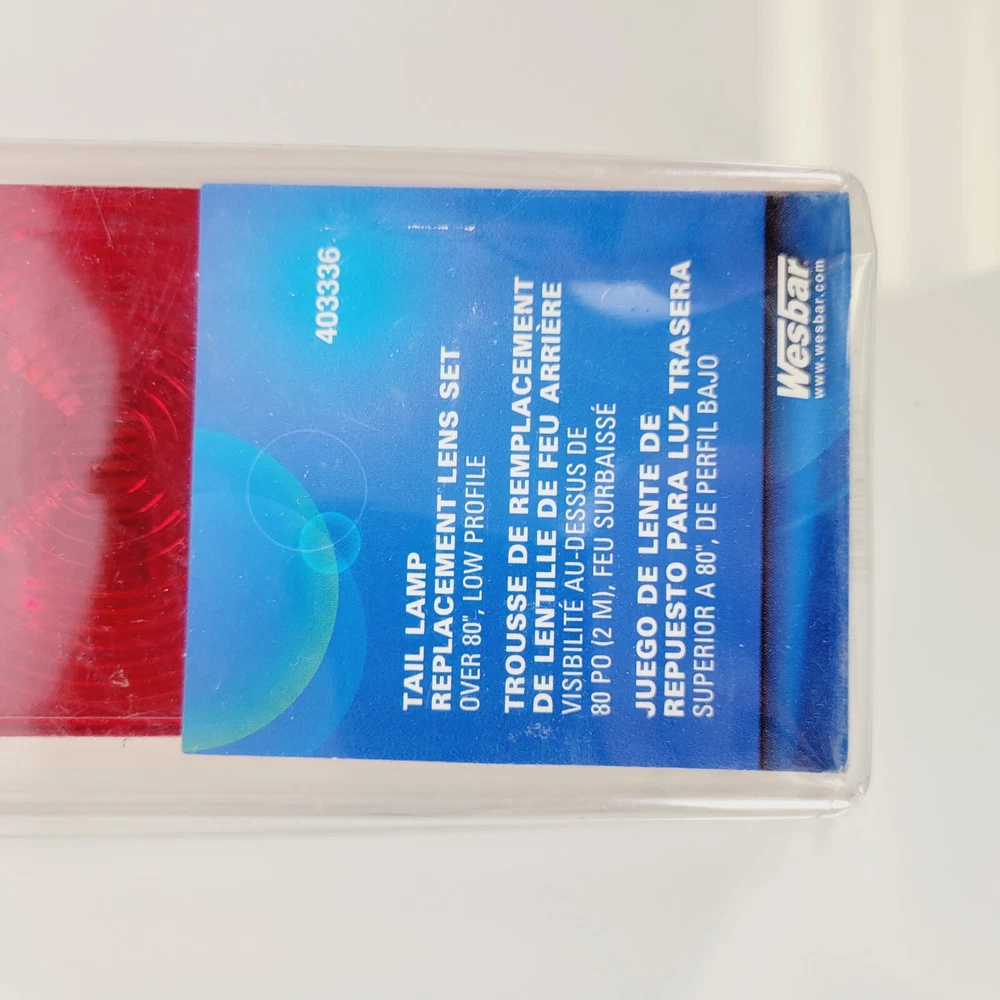 403336
TAIL LAMP
REPLACEMENT LENS SET
OVER 80", LOW PROFILE
TROUSSE DE REMPLACEMENT
DE LENTILLE DE FEU ARRIÈRE
VISIBILITÉ AU-DESSUS DE
80 PO (2 M), FEU SURBAISSÉ
JUEGO DE LENTE DE
REPUESTO PARA LUZ TRASERA
SUPERIOR A 80", DE PERFIL BAJO
Wesbar
www.wesbar.com